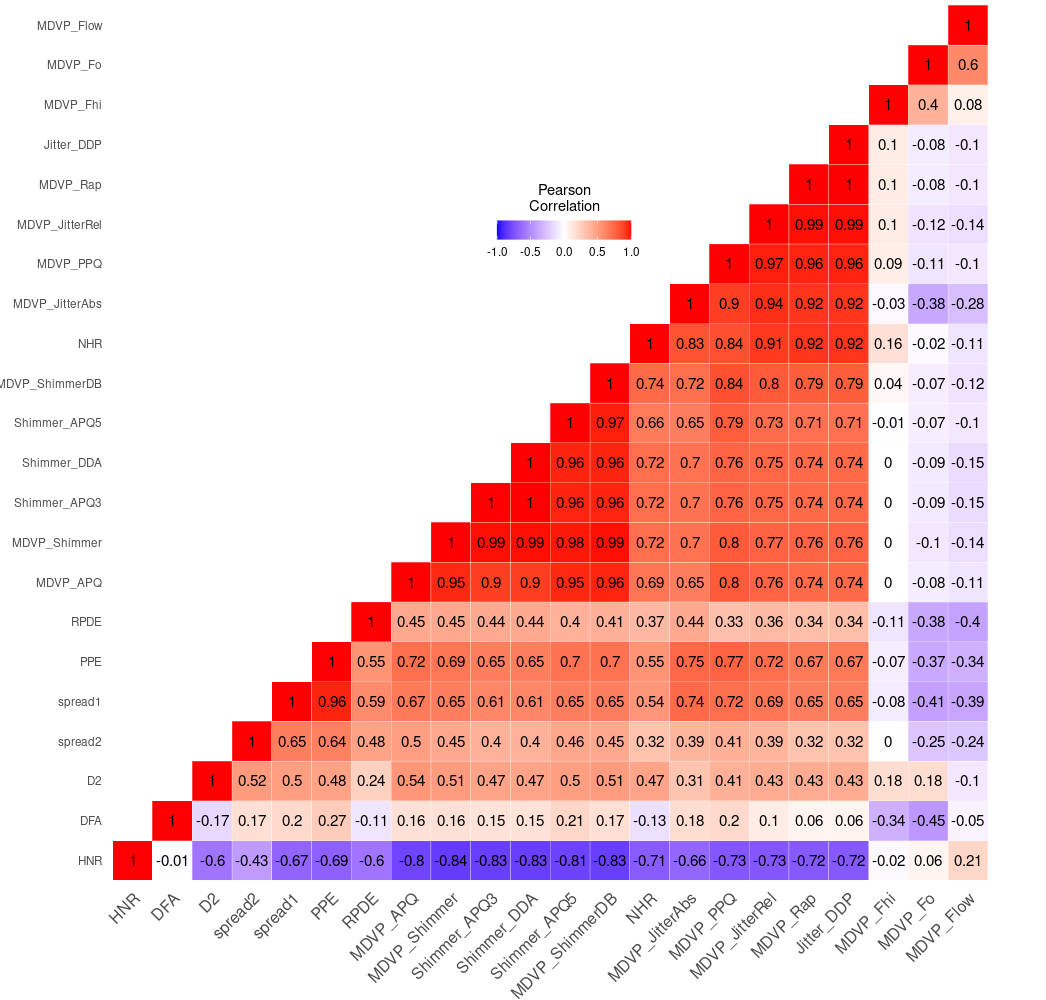 MDVP_Flow 1
MDVP_Fo 1 0.6
MDVP_Fhi 1 0.4 0.08
Jitter_DDP 1 0.1 -0.08 -0.1
MDVP_Rap 1 1 0.1 -0.08 -0.1
Pearson
Correlation
-1.0 -0.5 0.0 0.5 1.0
MDVP_JitterRel 1 0.99 0.99 0.1 -0.12 -0.14
MDVP_PPQ 1 0.97 0.96 0.96 0.09 -0.11 -0.1
MDVP_JitterAbs 1 0.9 0.94 0.92 0.92 -0.03 -0.38 -0.28
NHR 1 0.83 0.84 0.91 0.92 0.92 0.16 -0.02 -0.11
MDVP_ShimmerDB 1 0.74 0.72 0.84 0.8 0.79 0.79 0.04 -0.07 -0.12
Shimmer_APQ5 1 0.97 0.66 0.65 0.79 0.73 0.71 0.71 -0.01 -0.07 -0.1
Shimmer_DDA 1 0.96 0.96 0.72 0.7 0.76 0.75 0.74 0.74 0 -0.09 -0.15
Shimmer_APQ3 1 1 0.96 0.96 0.72 0.7 0.76 0.75 0.74 0.74 0 -0.09 -0.15
MDVP_Shimmer 1 0.99 0.99 0.98 0.99 0.72 0.7 0.8 0.77 0.76 0.76 0 -0.1 -0.14
MDVP_APQ 1 0.95 0.9 0.9 0.95 0.96 0.69 0.65 0.8 0.76 0.74 0.74 0 -0.08 -0.11
RPDE 1 0.45 0.45 0.44 0.44 0.4 0.41 0.37 0.44 0.33 0.36 0.34 0.34 -0.11 -0.38 -0.4
PPE 1 0.55 0.72 0.69 0.65 0.65 0.7 0.7 0.55 0.75 0.77 0.72 0.67 0.67 -0.07 -0.37 -0.34
spread1 1 0.96 0.59 0.67 0.65 0.61 0.61 0.65 0.65 0.54 0.74 0.72 0.69 0.65 0.65 -0.08 -0.41 -0.39
spread2 1 0.65 0.64 0.48 0.5 0.45 0.4 0.4 0.46 0.45 0.32 0.39 0.41 0.39 0.32 0.32 0 -0.25 -0.24
D2 1 0.52 0.5 0.48 0.24 0.54 0.51 0.47 0.47 0.5 0.51 0.47 0.31 0.41 0.43 0.43 0.43 0.18 0.18 -0.1
DFA 1 -0.17 0.17 0.2 0.27 -0.11 0.16 0.16 0.15 0.15 0.21 0.17 -0.13 0.18 0.2 0.1 0.06 0.06 -0.34 -0.45 -0.05
HNR 1 -0.01 -0.6 -0.43 -0.67 -0.69 -0.6 -0.8 -0.84 -0.83 -0.83 -0.81 -0.83 -0.71 -0.66 -0.73 -0.73 -0.72 -0.72 -0.02 0.06 0.21
HNR DFA D2 spread2 spread1 PPE RPDE MDVP_APQ MDVP_Shimmer Shimmer_APQ3 Shimmer_DDA Shimmer_APQ5 MDVP_ShimmerDB NHR MDVP_JitterAbs MDVP_PPQ MDVP_JitterRel MDVP_Rap Jitter_DDP MDVP_Fhi MDVP_Fo MDVP_Flow